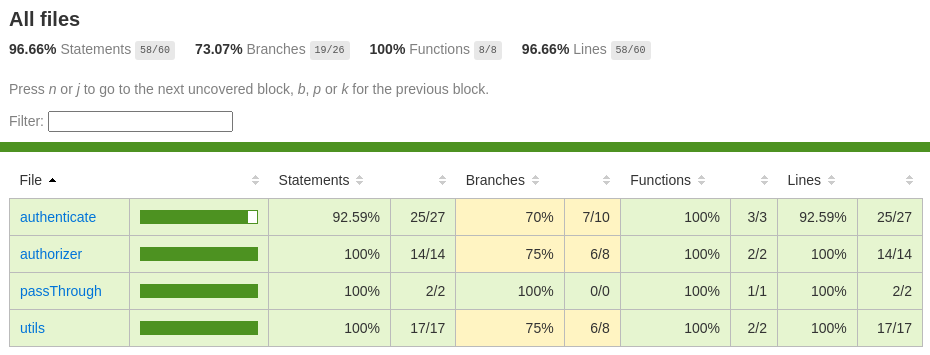 All files
96.66% Statements 58/60 73.07% Branches 19/26 100% Functions 8/8 96.66% Lines 58/60
Press n or j to go to the next uncovered block, b, p or k for the previous block.
Filter:
File Statements Branches Functions Lines
authenticate 92.59% 25/27 70% 7/10 100% 3/3 92.59% 25/27
authorizer 100% 14/14 75% 6/8 100% 2/2 100% 14/14
passThrough 100% 2/2 100% 0/0 100% 1/1 100% 2/2
utils 100% 17/17 75% 6/8 100% 2/2 100% 17/17